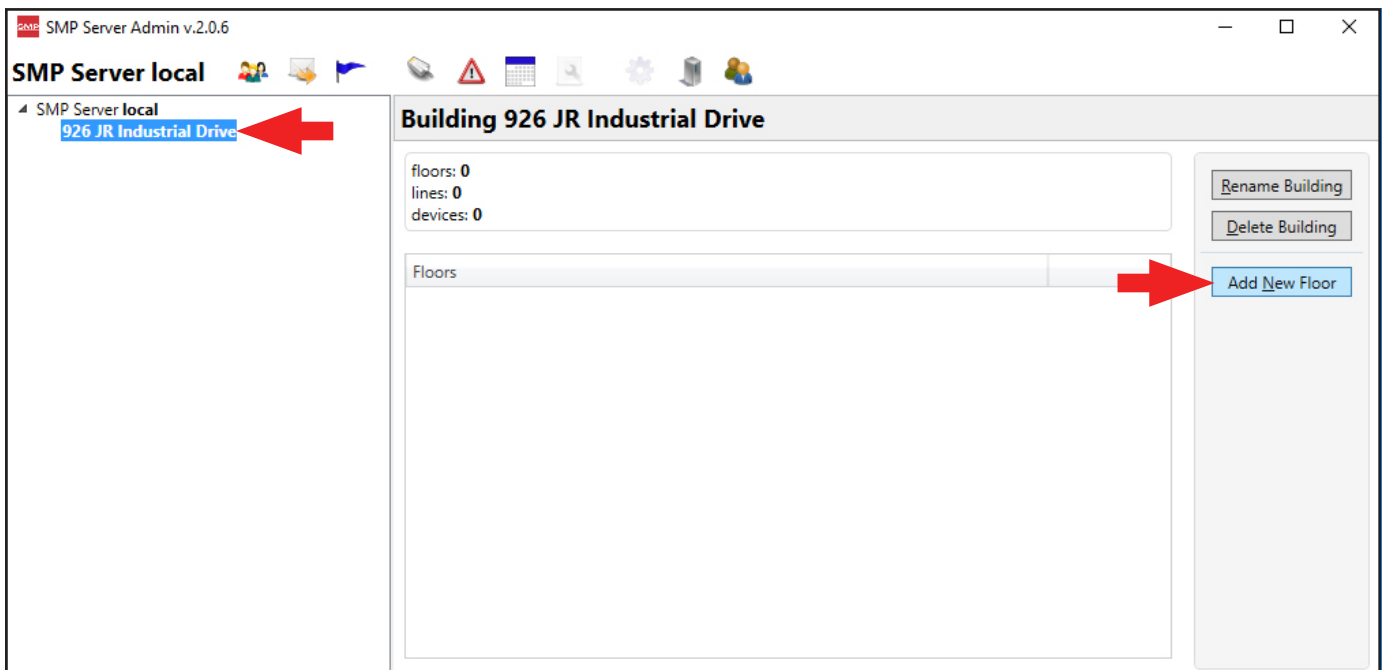 SMP SMP Server Admin v.2.0.6
SMP Server local
SMP Server local
926 JR Industrial Drive
Building 926 JR Industrial Drive
floors: 0
lines: 0
devices: 0
Floors
Rename Building
Delete Building
Add New Floor